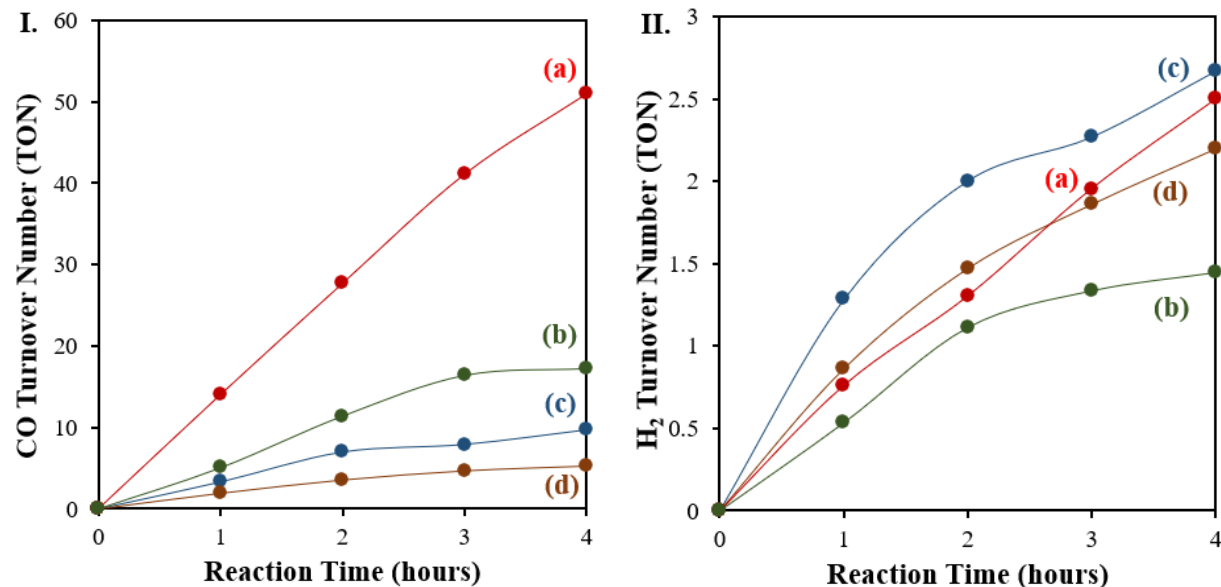 I.
CO Turnover Number (TON)
60
50
40
30
20
10
0
(a)
(b)
(c)
(d)
0 1 2 3 4
Reaction Time (hours)
II.
H₂ Turnover Number (TON)
3
2.5
2
1.5
1
0.5
0
(c)
(a)
(d)
(b)
0 1 2 3 4
Reaction Time (hours)